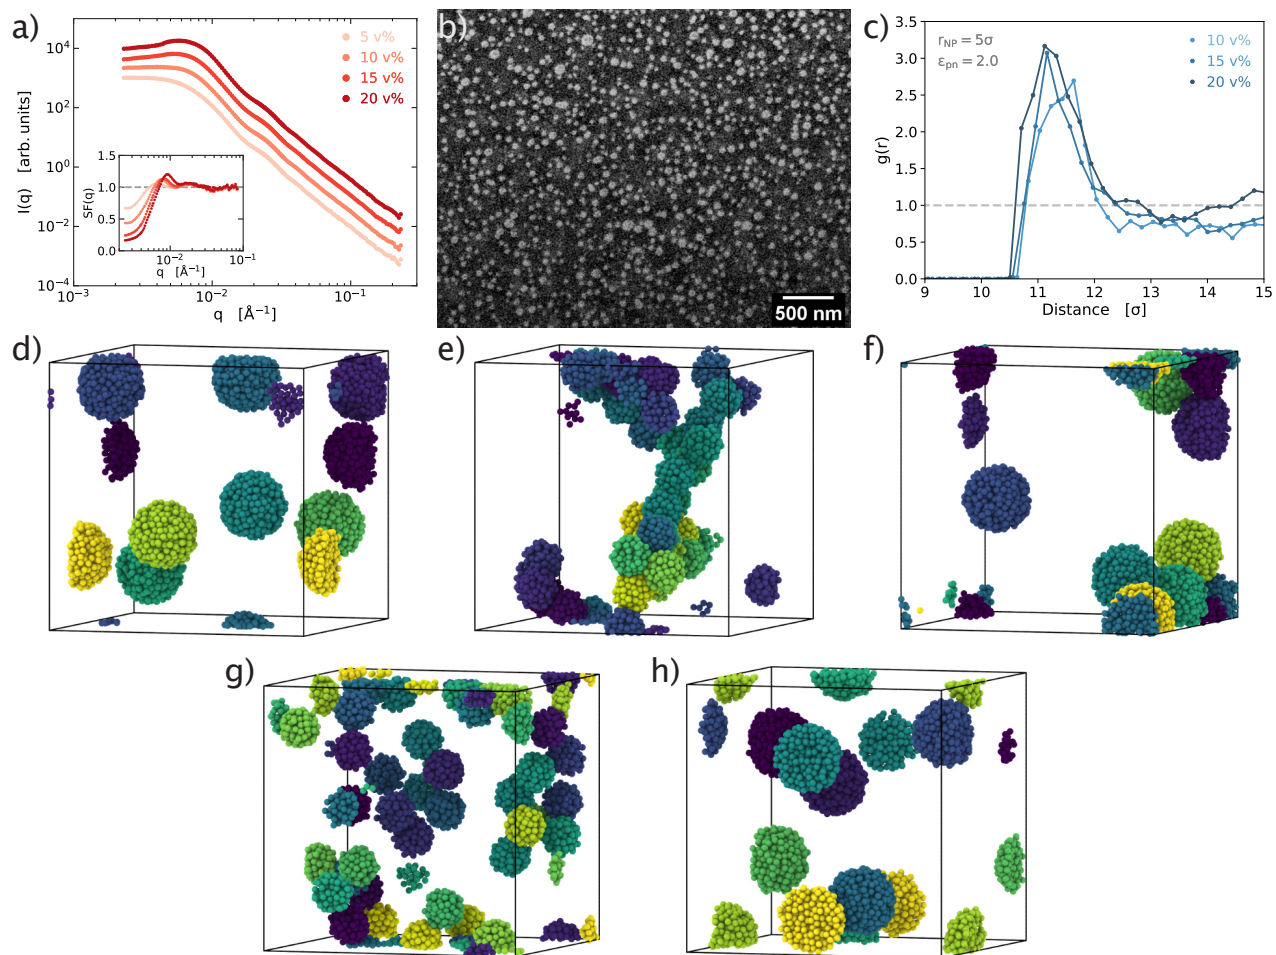 a)
10⁴
10²
10⁰
10⁻²
10⁻⁴
I(q) [arb. units]
5 v%
10 v%
15 v%
20 v%
1.5
1.0
0.5
0.0
SF(q)
10⁻³
10⁻²
10⁻¹
q [Å⁻¹]
10⁻³
10⁻²
10⁻¹
q [Å⁻¹]
b)
500 nm
c)
3.5
3.0
2.5
2.0
1.5
1.0
0.5
0.0
g(r)
r_NP = 5σ
ε_pn = 2.0
10 v%
15 v%
20 v%
9 10 11 12 13 14 15
Distance [σ]
d)
e)
f)
g)
h)